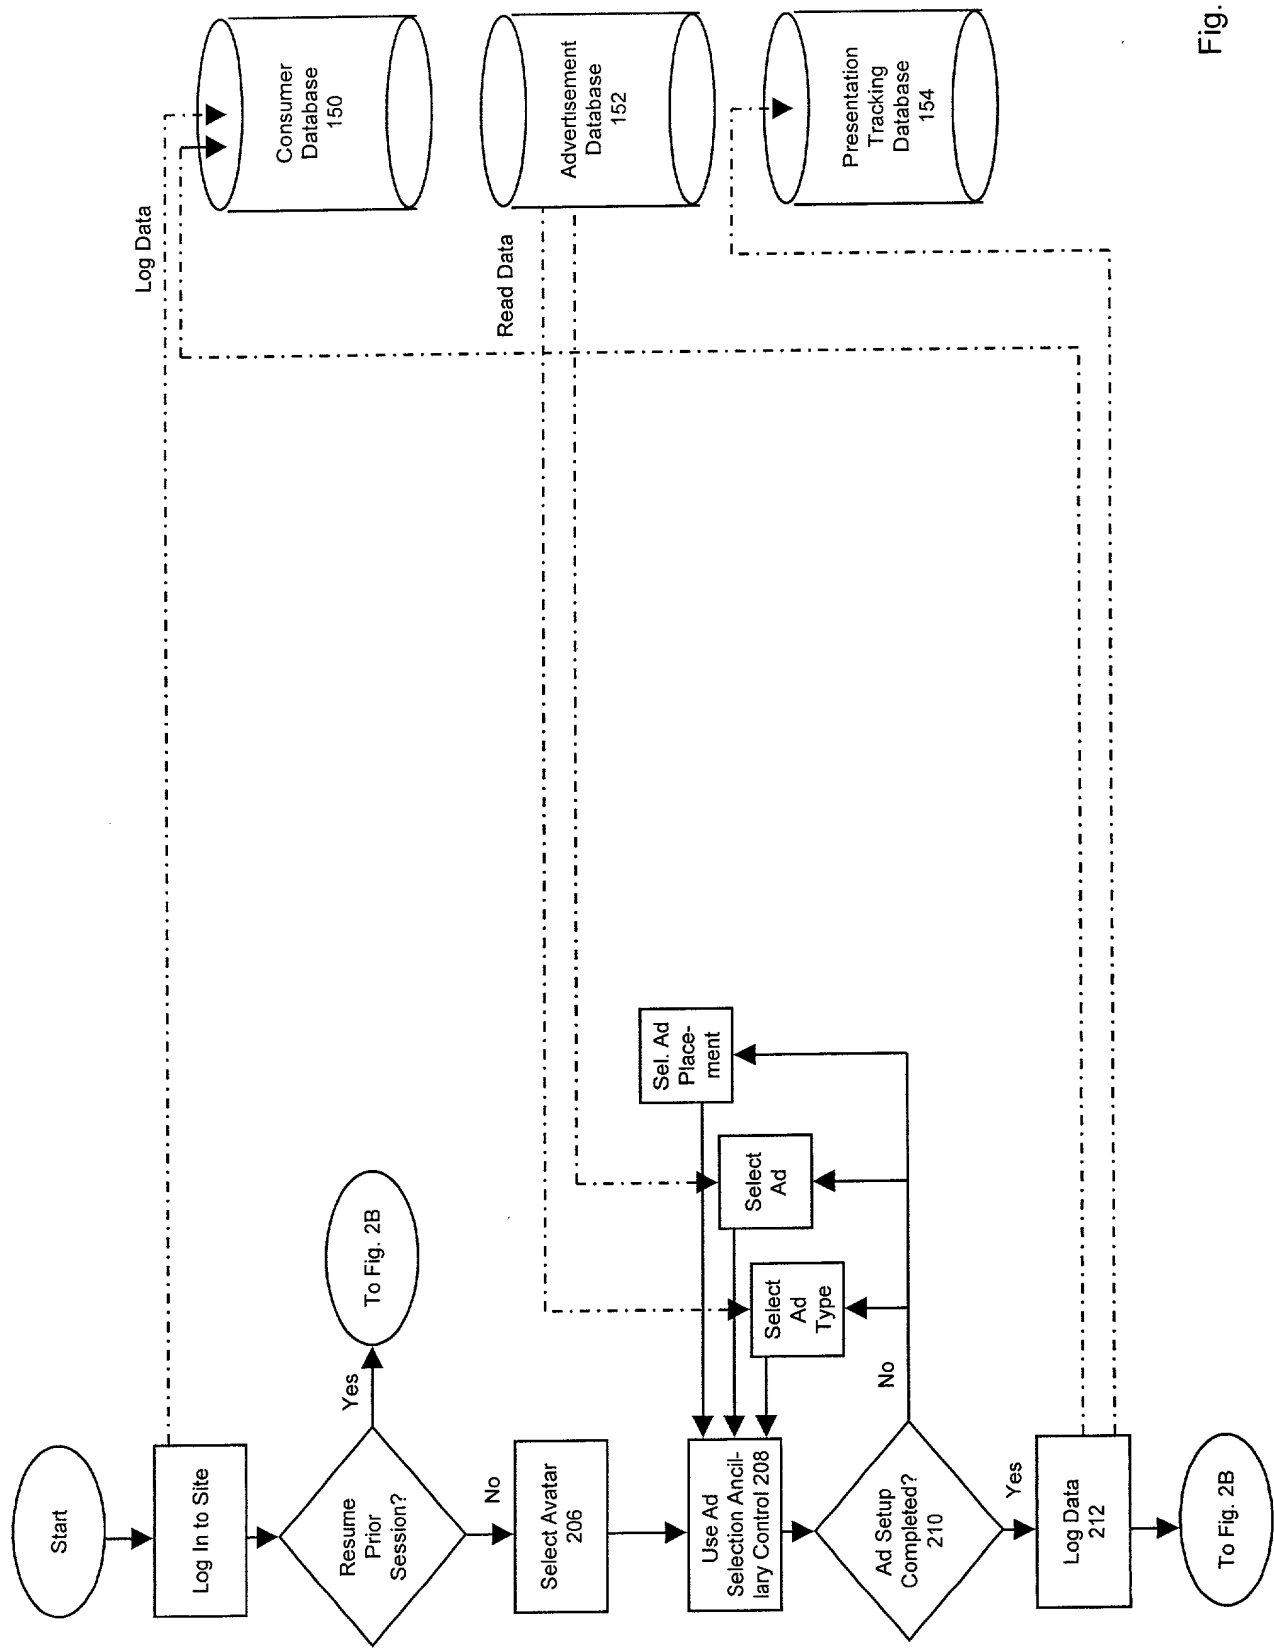 Start
Log In to Site
Resume
Prior
Session?
Yes
To Fig. 2B
No
Select Avatar
206
Use Ad
Selection Ancil-
lary Control 208
Select
Ad
Type
Select
Ad
Sel. Ad
Place-
ment
Ad Setup
Completed?
210
No
Yes
Log Data
212
To Fig. 2B
Log Data
Read Data
Consumer
Database
150
Advertisement
Database
152
Presentation
Tracking
Database
154
Fig.